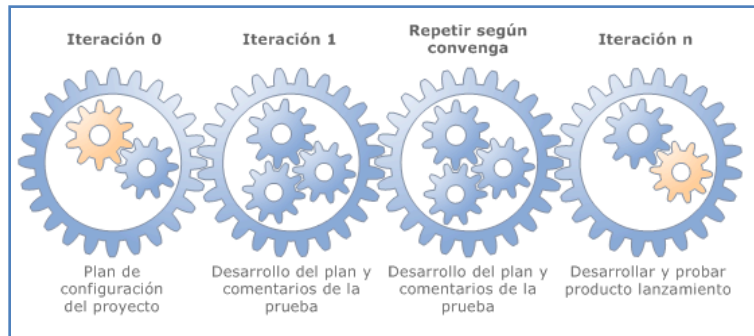 Iteración 0
Iteración 1
Repetir según
convenga
Iteración n
Plan de
configuración
del proyecto
Desarrollo del plan y
comentarios de la
prueba
Desarrollo del plan y
comentarios de la
prueba
Desarrollar y probar
producto lanzamiento